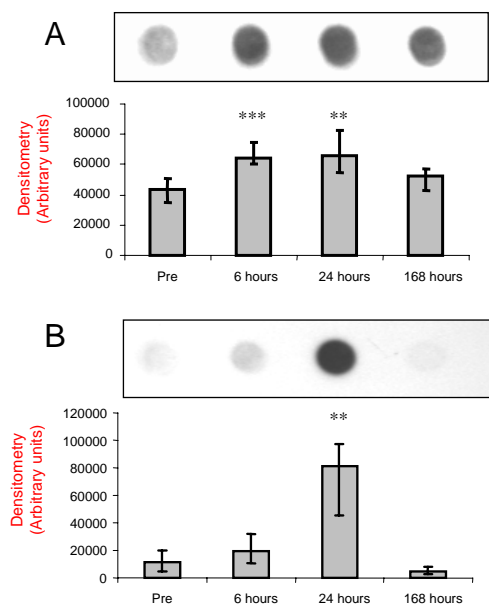 A
Densitometry
(Arbitrary units)
100000
80000
60000
40000
20000
0
***
**
Pre
6 hours
24 hours
168 hours
B
Densitometry
(Arbitrary units)
120000
100000
80000
60000
40000
20000
0
**
Pre
6 hours
24 hours
168 hours